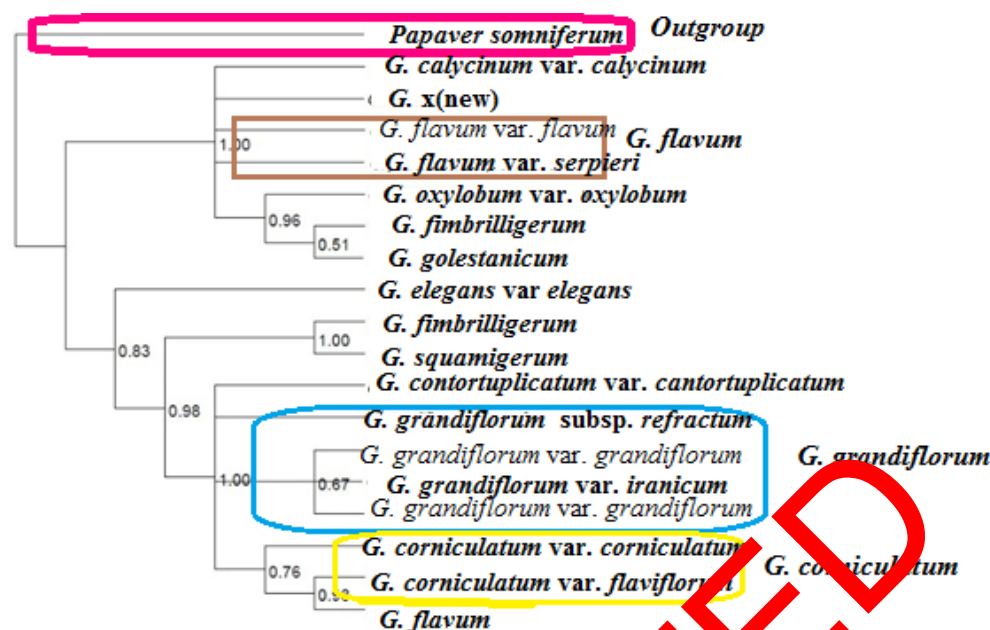 Papaver somniferum Outgroup
G. calycinum var. calycinum
G. x(new)
G. flavum var. flavum G. flavum
1.00
G. flavum var. serpieri
G. oxylobum var. oxylobum
0.96
G. fimbrilligerum
0.51
G. golestanicum
G. elegans var elegans
G. fimbrilligerum
1.00
0.83
G. squamigerum
G. contortuplicatum var. cantortuplicatum
0.98
G. grandiflorum subsp. refractum
G. grandiflorum var. grandiflorum G. grandiflorum
1.00
0.67
G. grandiflorum var. iranicum
G. grandiflorum var. grandiflorum
G. corniculatum var. corniculatum
0.76
G. corniculatum var. flaviflorum G. corniculatum
G. flavum
ED